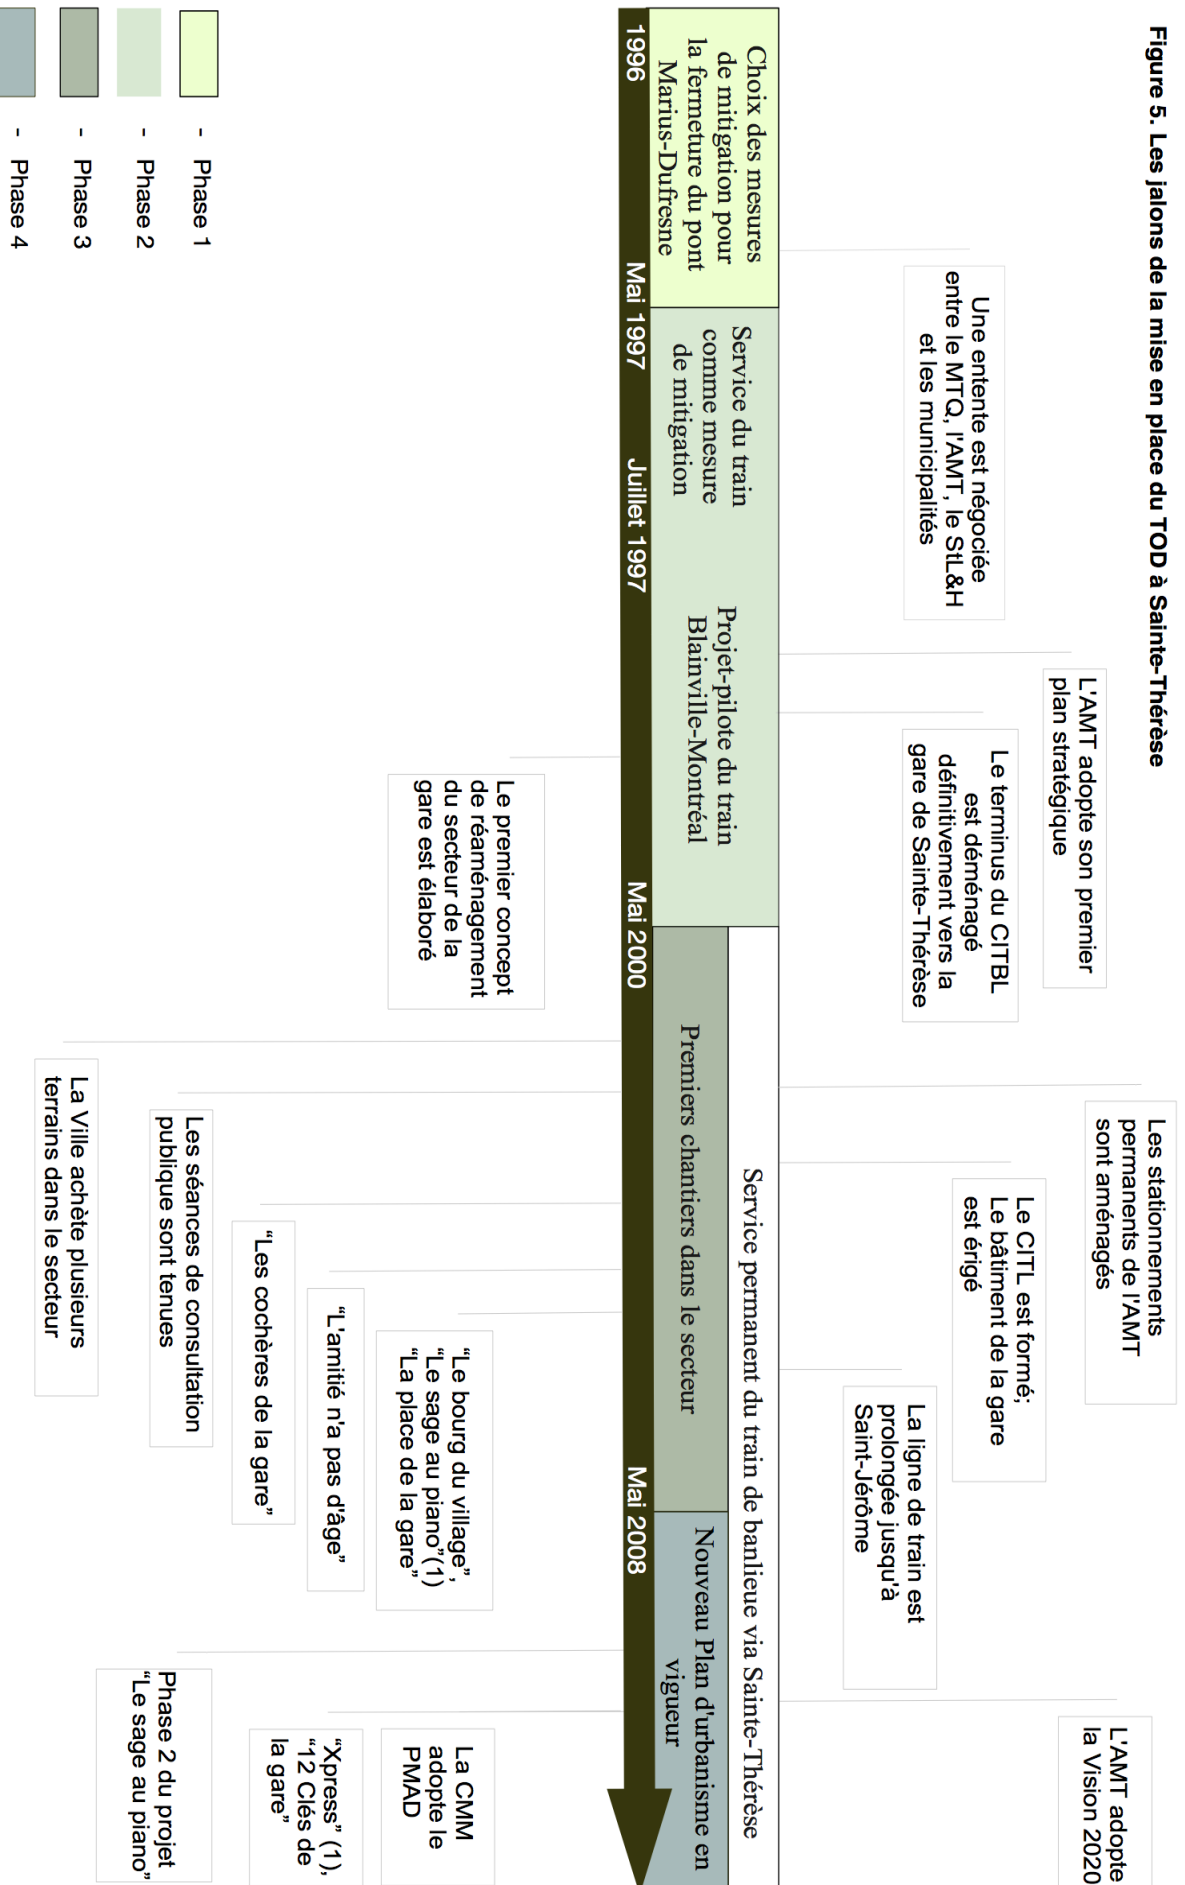 Figure 5. Les jalons de la mise en place du TOD à Sainte-Thérèse
Une entente est négociée
entre le MTQ, l'AMT, le StL&H
et les municipalités
L'AMT adopte son premier
plan stratégique
Le terminus du CITBL
est déménagé
définitivement vers la
gare de Sainte-Thérèse
Les stationnements
permanents de l'AMT
sont aménagés
Le CITL est formé;
Le bâtiment de la gare
est érigé
La ligne de train est
prolongée jusqu'à
Saint-Jérôme
L'AMT adopte
la Vision 2020
Choix des mesures
de mitigation pour
la fermeture du pont
Marius-Dufresne
Service du train
comme mesure
de mitigation
Projet-pilote du train
Blainville-Montréal
Service permanent du train de banlieue via Sainte-Thérèse
Premiers chantiers dans le secteur
Nouveau Plan d'urbanisme en
vigueur
1996
Mai 1997
Juillet 1997
Mai 2000
Mai 2008
Le premier concept
de réaménagement
du secteur de la
gare est élaboré
La Ville achète plusieurs
terrains dans le secteur
Les séances de consultation
publique sont tenues
“Les cochères de la gare”
“L'amitié n'a pas d'âge”
“Le bourg du village”,
“Le sage au piano”(1)
“La place de la gare”
Phase 2 du projet
“Le sage au piano”
La CMM
adopte le
PMAD
“Xpress” (1),
“12 Clés de
la gare”
- Phase 1
- Phase 2
- Phase 3
- Phase 4